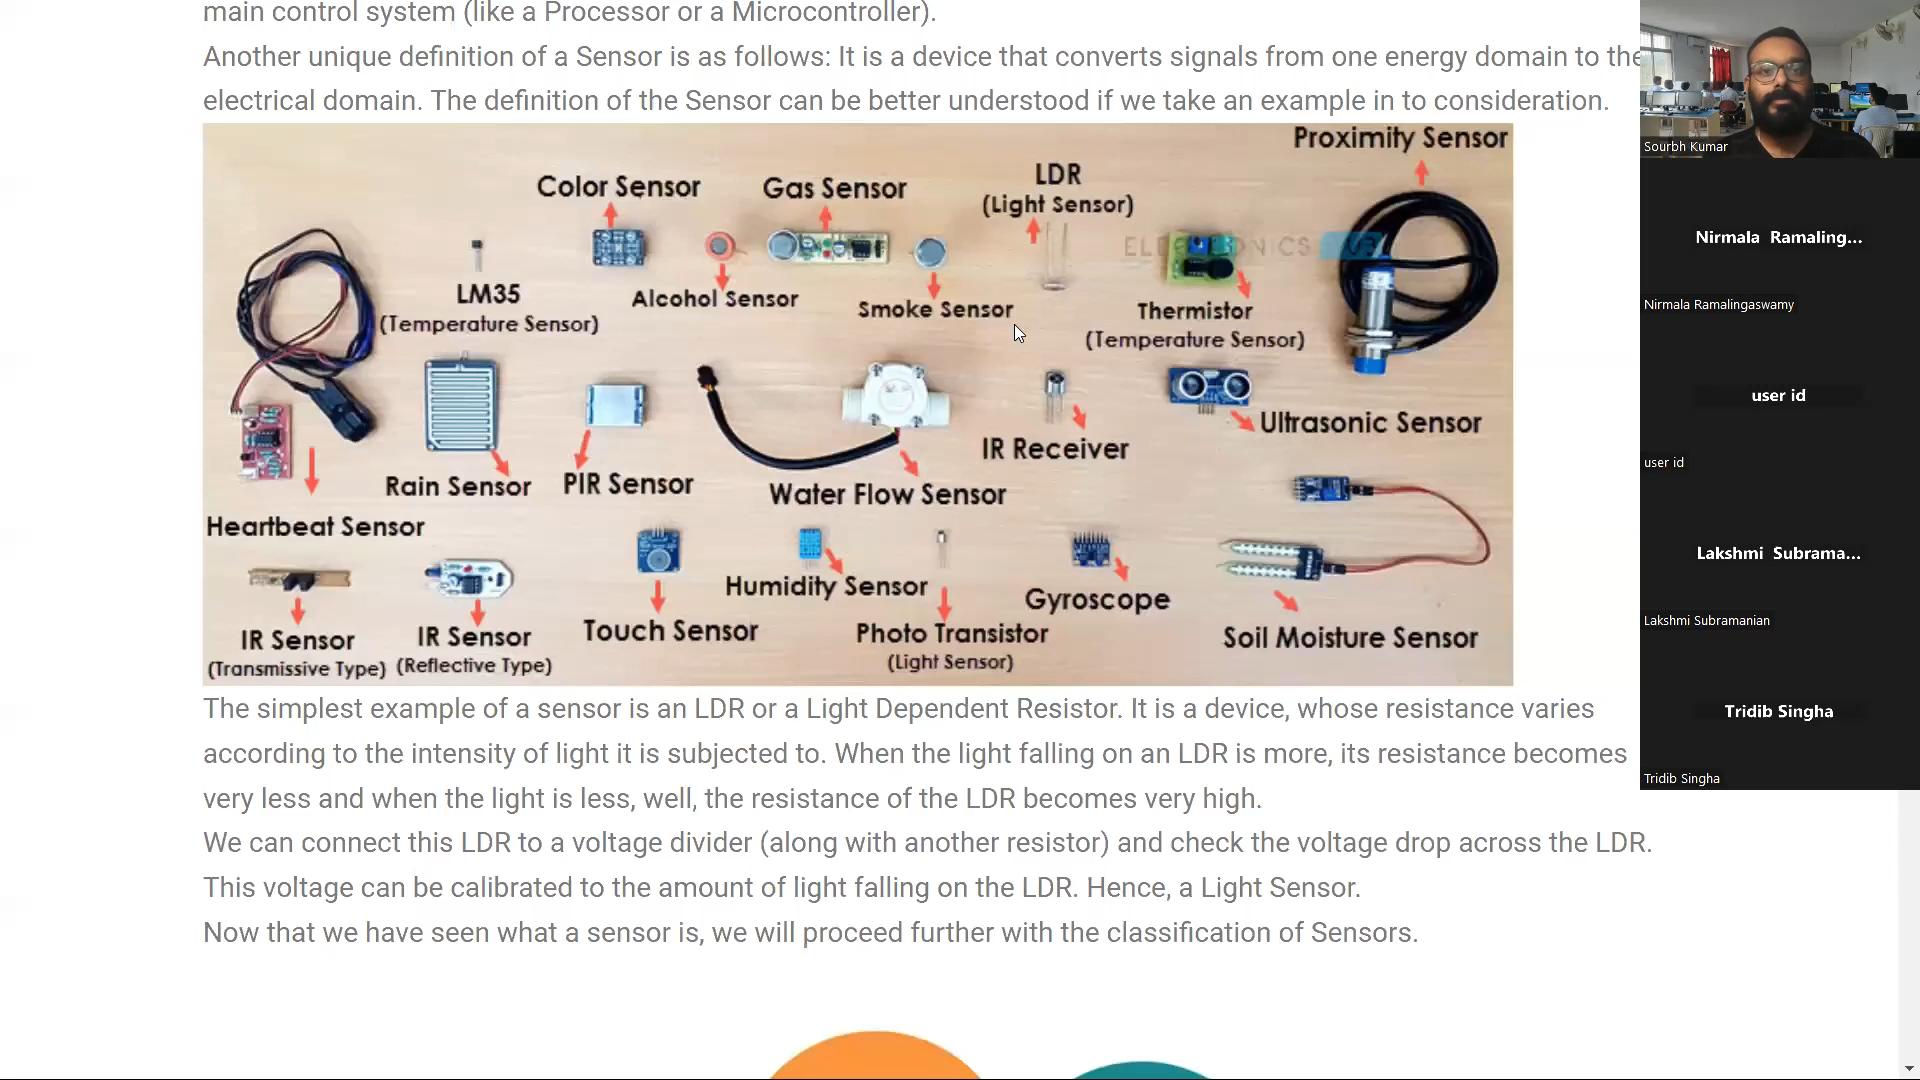 main control system (like a Processor or a Microcontroller).
Another unique definition of a Sensor is as follows: It is a device that converts signals from one energy domain to the
electrical domain. The definition of the Sensor can be better understood if we take an example in to consideration.
Proximity Sensor
Color Sensor
Gas Sensor
LDR
(Light Sensor)
LM35
(Temperature Sensor)
Alcohol Sensor
Smoke Sensor
Thermistor
(Temperature Sensor)
Heartbeat Sensor
Rain Sensor
PIR Sensor
Water Flow Sensor
IR Receiver
Ultrasonic Sensor
IR Sensor
(Transmissive Type)
IR Sensor
(Reflective Type)
Touch Sensor
Humidity Sensor
Photo Transistor
(Light Sensor)
Gyroscope
Soil Moisture Sensor
The simplest example of a sensor is an LDR or a Light Dependent Resistor. It is a device, whose resistance varies
according to the intensity of light it is subjected to. When the light falling on an LDR is more, its resistance becomes
very less and when the light is less, well, the resistance of the LDR becomes very high.
We can connect this LDR to a voltage divider (along with another resistor) and check the voltage drop across the LDR.
This voltage can be calibrated to the amount of light falling on the LDR. Hence, a Light Sensor.
Now that we have seen what a sensor is, we will proceed further with the classification of Sensors.
Sourbh Kumar
Nirmala Ramaling...
Nirmala Ramalingaswamy
user id
user id
Lakshmi Subrama...
Lakshmi Subramanian
Tridib Singha
Tridib Singha